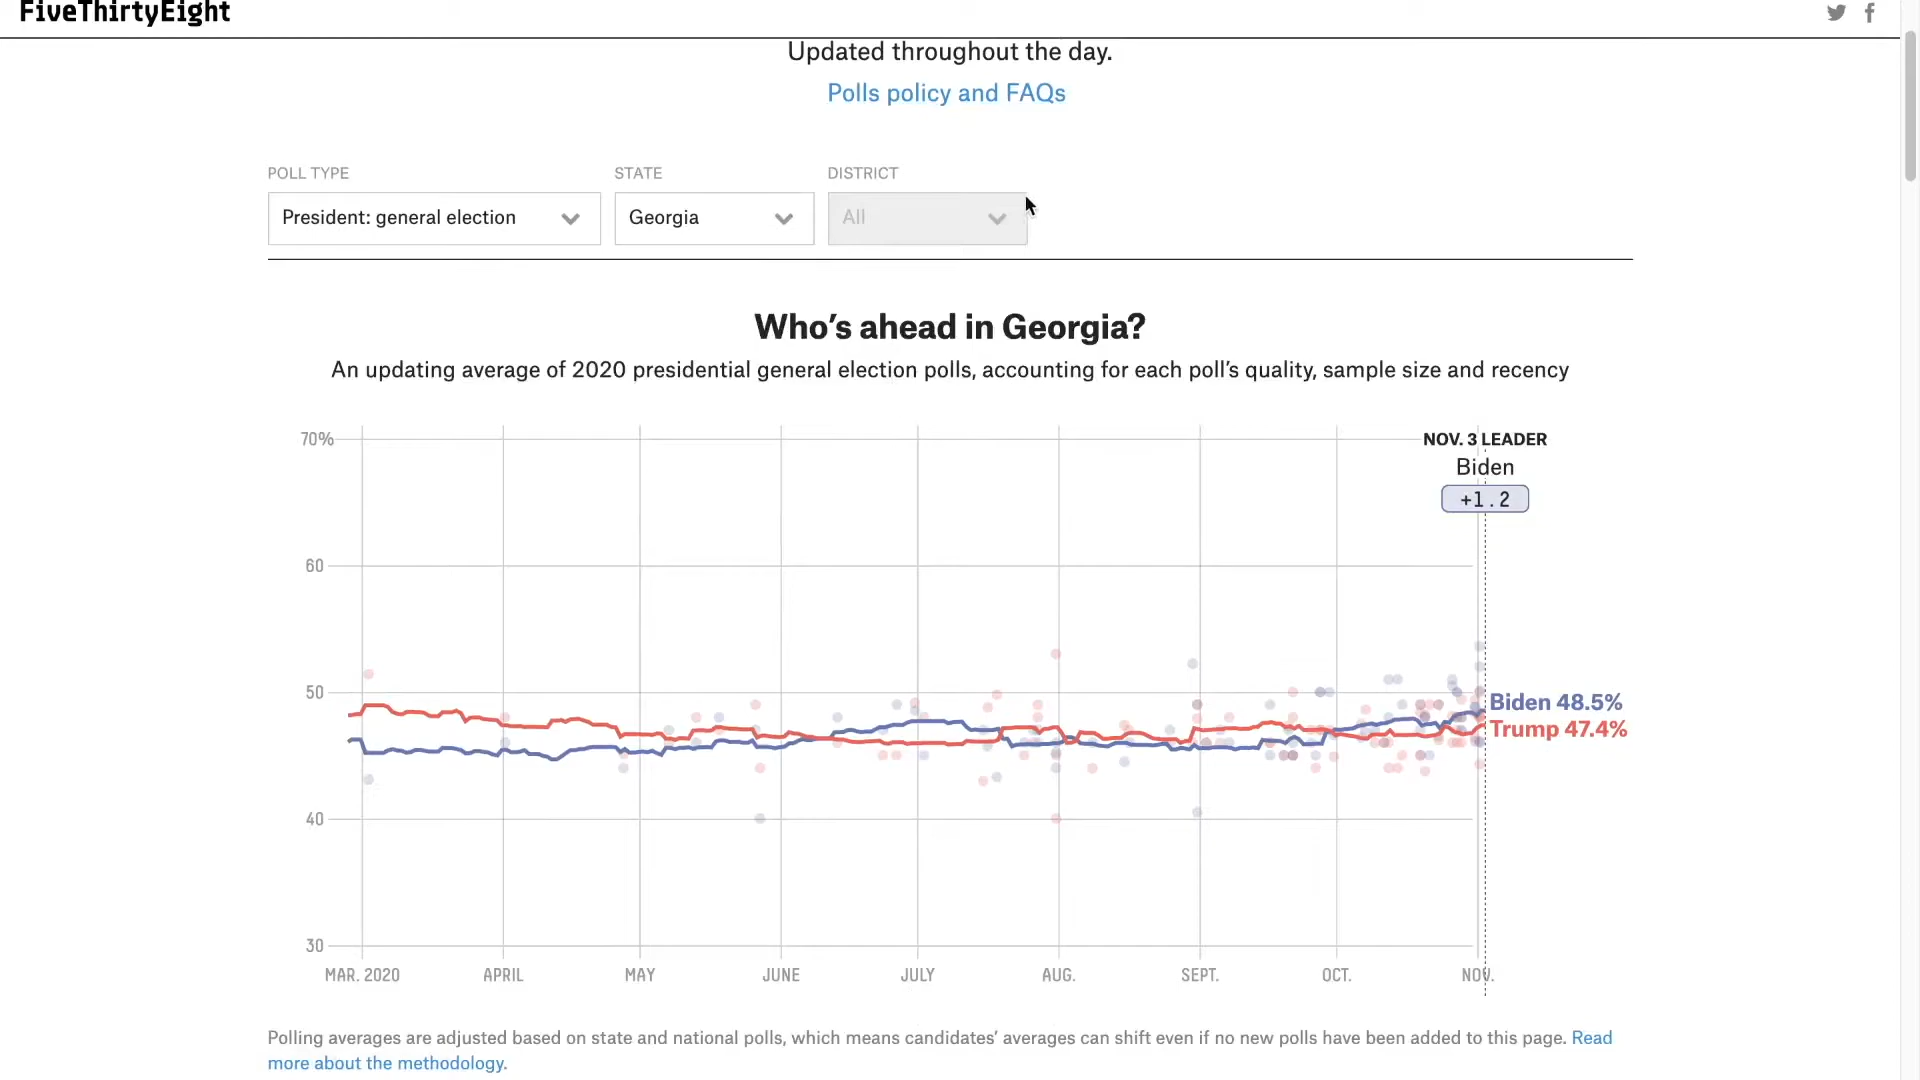 FiveThirtyEight
Updated throughout the day.
Polls policy and FAQs
POLL TYPE
STATE
DISTRICT
President: general election
Georgia
All
Who's ahead in Georgia?
An updating average of 2020 presidential general election polls, accounting for each poll's quality, sample size and recency
70%
NOV. 3 LEADER
Biden
+1.2
60
50
Biden 48.5%
Trump 47.4%
40
30
MAR. 2020
APRIL
MAY
JUNE
JULY
AUG.
SEPT.
OCT.
NOV.
Polling averages are adjusted based on state and national polls, which means candidates' averages can shift even if no new polls have been added to this page. Read
more about the methodology.